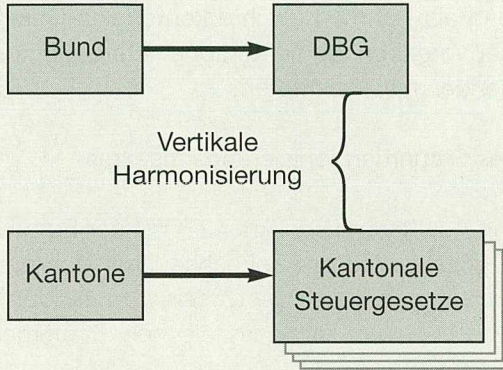 Bund
DBG
Vertikale
Harmonisierung
Kantone
Kantonale
Steuergesetze